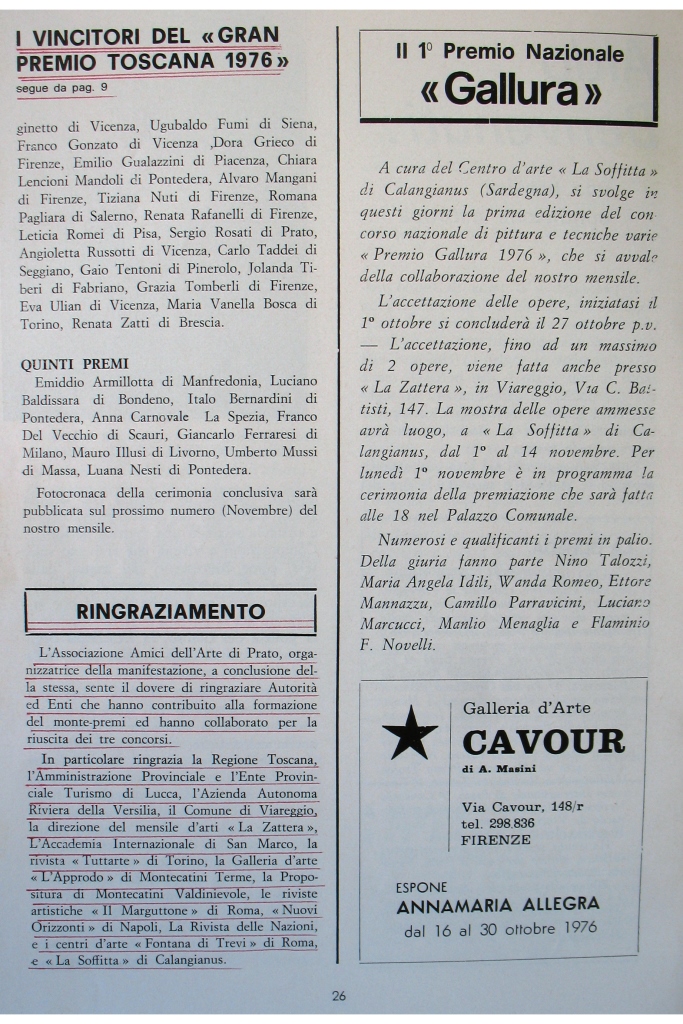 I VINCITORI DEL «GRAN
PREMIO TOSCANA 1976»
segue da pag. 9
ginetto di Vicenza, Ugubaldo Fumi di Siena,
Franco Gonzato di Vicenza ,Dora Grieco di
Firenze, Emilio Gualazzini di Piacenza, Chiara
Lencioni Mandoli di Pontedera, Alvaro Mangani
di Firenze, Tiziana Nuti di Firenze, Romana
Pagliara di Salerno, Renata Rafanelli di Firenze,
Leticia Romei di Pisa, Sergio Rosati di Prato,
Angioletta Russotti di Vicenza, Carlo Taddei di
Seggiano, Gaio Tentoni di Pinerolo, Jolanda Ti-
beri di Fabriano, Grazia Tomberli di Firenze,
Eva Ulian di Vicenza, Maria Vanella Bosca di
Torino, Renata Zatti di Brescia.
QUINTI PREMI
Emiddio Armillotta di Manfredonia, Luciano
Baldissara di Bondeno, Italo Bernardini di
Pontedera, Anna Carnovale La Spezia, Franco
Del Vecchio di Scauri, Giancarlo Ferraresi di
Milano, Mauro Illusi di Livorno, Umberto Mussi
di Massa, Luana Nesti di Pontedera.
Fotocronaca della cerimonia conclusiva sarà
pubblicata sul prossimo numero (Novembre) del
nostro mensile.
RINGRAZIAMENTO
L'Associazione Amici dell'Arte di Prato, orga-
nizzatrice della manifestazione, a conclusione del-
la stessa, sente il dovere di ringraziare Autorità
ed Enti che hanno contribuito alla formazione
del monte-premi ed hanno collaborato per la
riuscita dei tre concorsi.
In particolare ringrazia la Regione Toscana,
l'Amministrazione Provinciale e l'Ente Provin-
ciale Turismo di Lucca, l'Azienda Autonoma
Riviera della Versilia, il Comune di Viareggio,
la direzione del mensile d'arti «La Zattera»,
L'Accademia Internazionale di San Marco, la
rivista «Tuttarte» di Torino, la Galleria d'arte
«L'Approdo» di Montecatini Terme, la Propo-
situra di Montecatini Valdinievole, le riviste
artistiche «Il Marguttone» di Roma, «Nuovi
Orizzonti» di Napoli, La Rivista delle Nazioni,
e i centri d'arte «Fontana di Trevi» di Roma,
e «La Soffitta» di Calangianus.
Il 1° Premio Nazionale
«Gallura»
A cura del Centro d'arte «La Soffitta»
di Calangianus (Sardegna), si svolge in
questi giorni la prima edizione del con
corso nazionale di pittura e tecniche varie
«Premio Gallura 1976», che si avvale
della collaborazione del nostro mensile.
L'accettazione delle opere, iniziatasi il
1° ottobre si concluderà il 27 ottobre p.v.
— L'accettazione, fino ad un massimo
di 2 opere, viene fatta anche presso
«La Zattera», in Viareggio, Via C. Bat-
tisti, 147. La mostra delle opere ammesse
avrà luogo, a «La Soffitta» di Ca-
langianus, dal 1° al 14 novembre. Per
lunedì 1° novembre è in programma la
cerimonia della premiazione che sarà fatta
alle 18 nel Palazzo Comunale.
Numerosi e qualificanti i premi in palio.
Della giuria fanno parte Nino Talozzi,
Maria Angela Idili, Wanda Romeo, Ettore
Mannazzu, Camillo Parravicini, Luciano
Marcucci, Manlio Menaglia e Flaminio
F. Novelli.
Galleria d'Arte
CAVOUR
di A. Masini
Via Cavour, 148/r
tel. 298.836
FIRENZE
ESPONE
ANNAMARIA ALLEGRA
dal 16 al 30 ottobre 1976
26